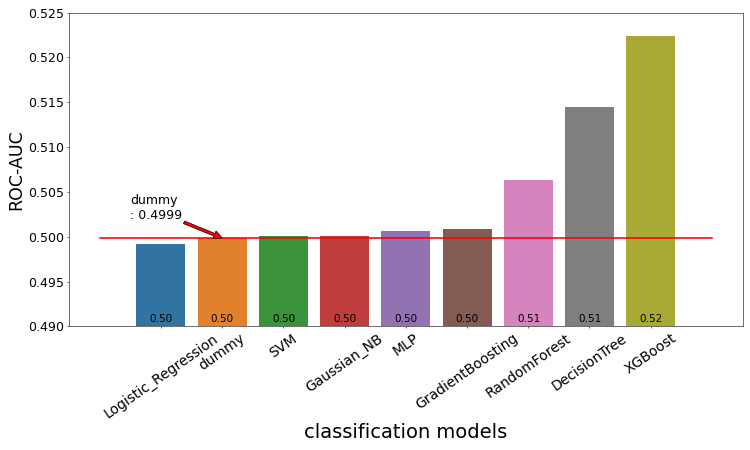 0.525
0.520
0.515
0.510
0.505
0.500
0.495
0.490
ROC-AUC
dummy
: 0.4999
0.50 0.50 0.50 0.50 0.50 0.50 0.51 0.51 0.52
Logistic_Regression dummy SVM Gaussian_NB MLP GradientBoosting RandomForest DecisionTree XGBoost
classification models